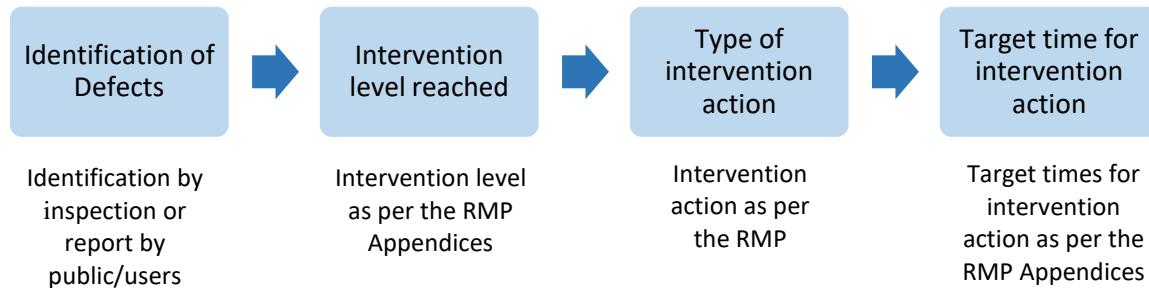 Identification of
Defects
Intervention
level reached
Type of
intervention
action
Target time for
intervention
action
Identification by
inspection or
report by
public/users
Intervention level
as per the RMP
Appendices
Intervention
action as per
the RMP
Target times for
intervention
action as per the
RMP Appendices